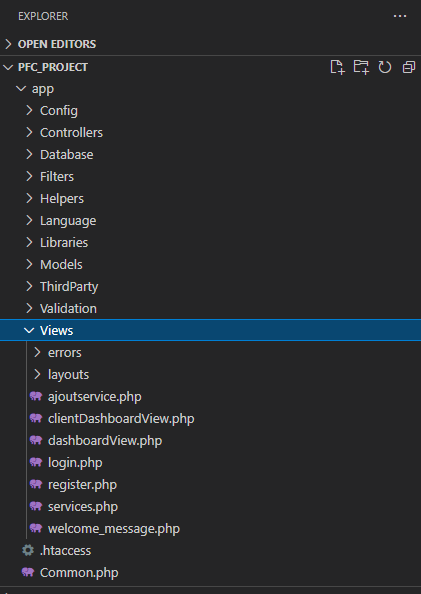 EXPLORER
OPEN EDITORS
PFC_PROJECT
app
Config
Controllers
Database
Filters
Helpers
Language
Libraries
Models
ThirdParty
Validation
Views
errors
layouts
ajoutservice.php
clientDashboardView.php
dashboardView.php
login.php
register.php
services.php
welcome_message.php
.htaccess
Common.php